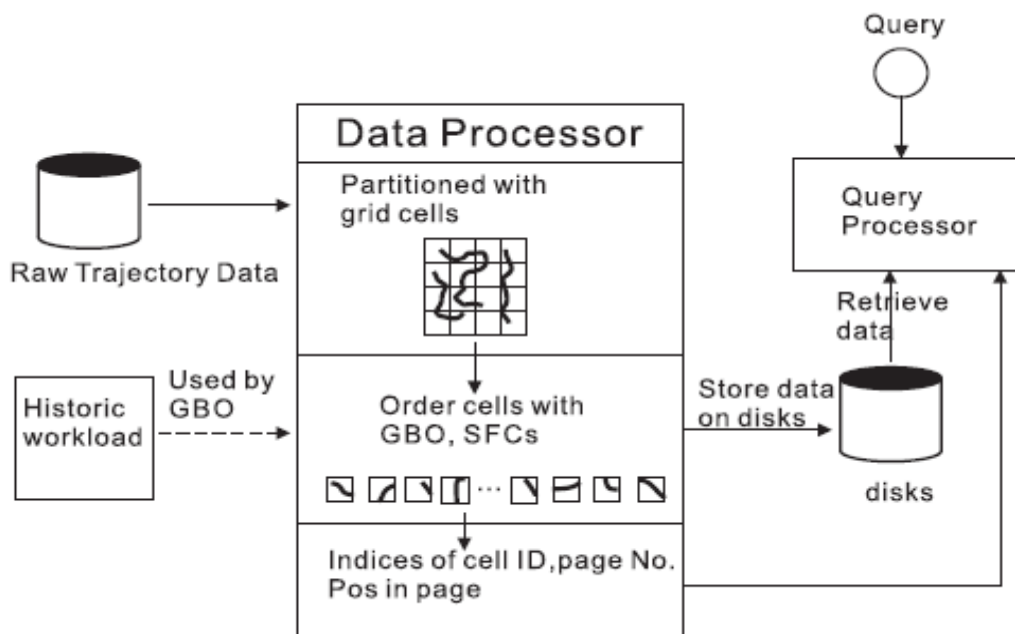 Query
Data Processor
Partitioned with
grid cells
Query
Processor
Raw Trajectory Data
Retrieve
data
Used by
GBO
Historic
workload
Order cells with
GBO, SFCs
...
Store data
on disks
disks
Indices of cell ID,page No.
Pos in page